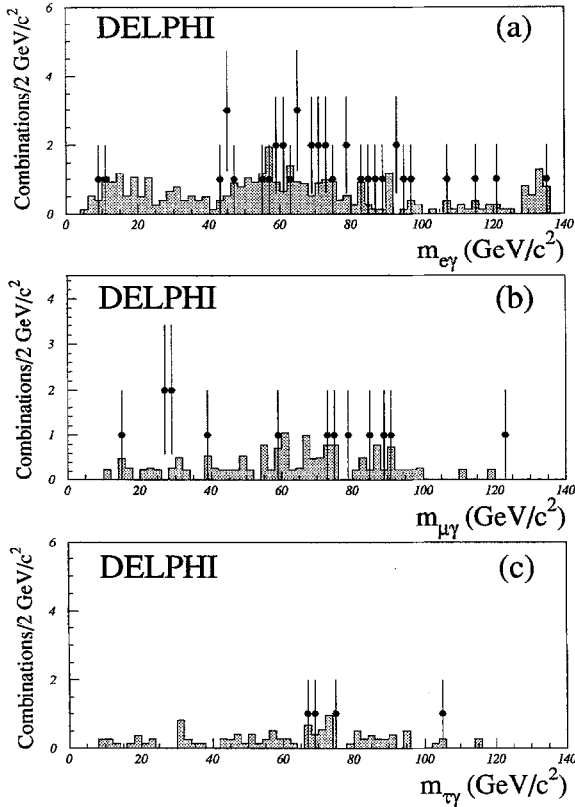 DELPHI (a)
Combinations/2 GeV/c²
6
4
2
0
0 20 40 60 80 100 120 140
m_eγ (GeV/c²)
DELPHI (b)
Combinations/2 GeV/c²
4
3
2
1
0
0 20 40 60 80 100 120 140
m_μγ (GeV/c²)
DELPHI (c)
Combinations/2 GeV/c²
6
4
2
0
0 20 40 60 80 100 120 140
m_τγ (GeV/c²)